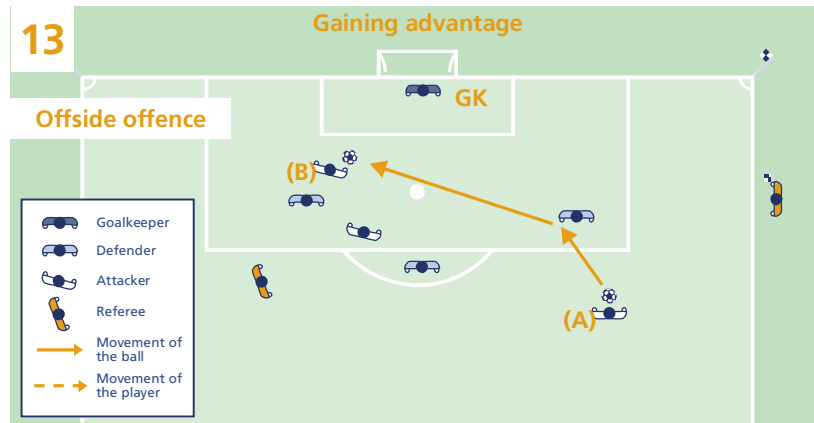 13
Gaining advantage
GK
Offside offence
(B)
(A)
Goalkeeper
Defender
Attacker
Referee
Movement of
the ball
Movement of
the player